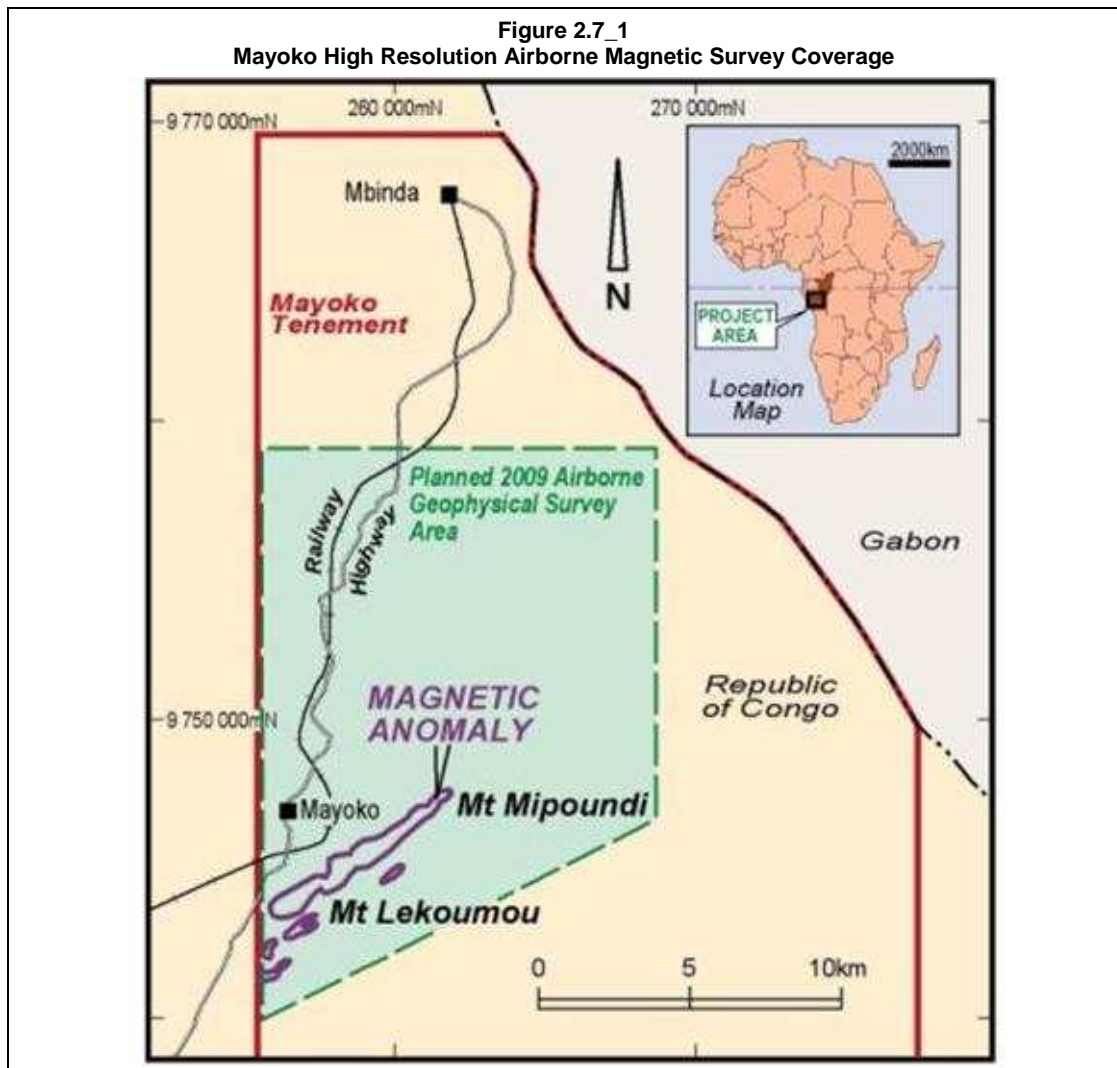 Figure 2.7_1
Mayoko High Resolution Airborne Magnetic Survey Coverage
9 770 000mN
260 000mN
270 000mN
2000km
Mbinda
N
Mayoko
Tenement
PROJECT
AREA
Location
Map
Planned 2009 Airborne
Geophysical Survey
Area
Railway
Highway
Gabon
Republic
of Congo
MAGNETIC
ANOMALY
9 750 000mN
Mayoko
Mt Mipoundi
Mt Lekoumou
0 5 10km